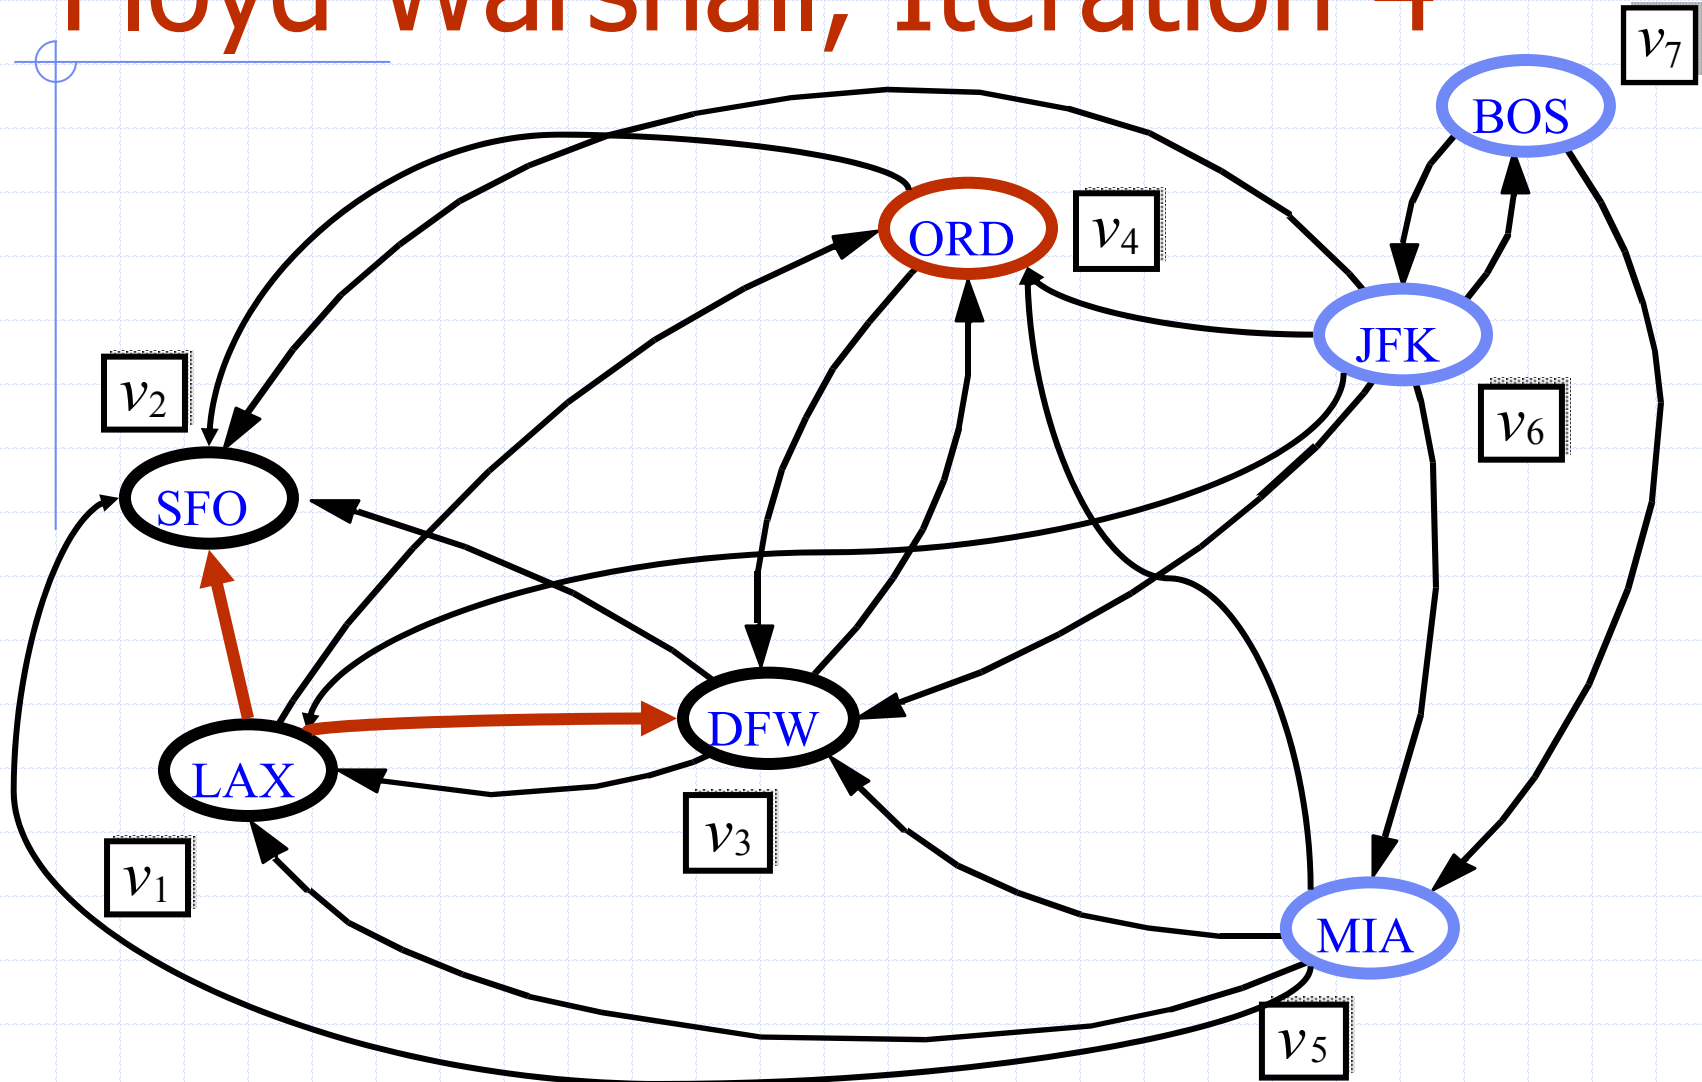 Floyd-Warshall, Iteration 4
v7
BOS
ORD
v4
JFK
v2
v6
SFO
DFW
LAX
v3
v1
MIA
v5